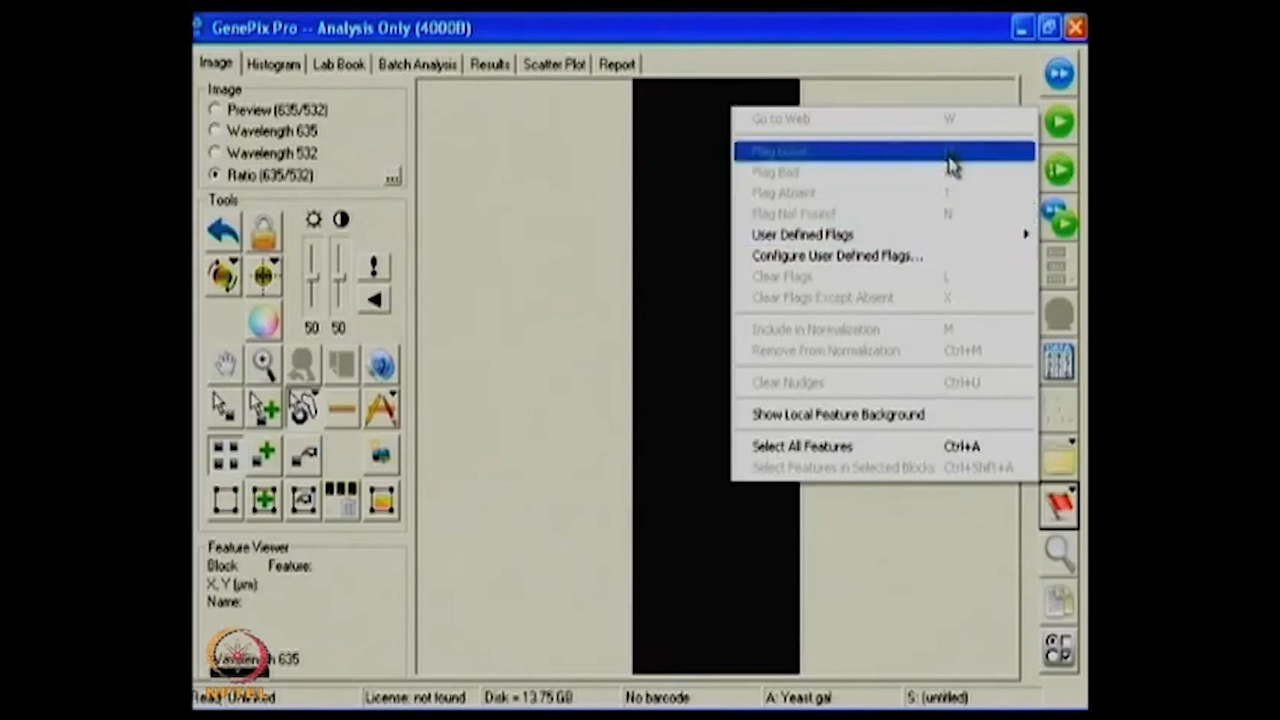 GenePix Pro -- Analysis Only (4000B)
Image Histogram Lab Book Batch Analysis Results Scatter Plot Report
Image
Preview (635/532)
Wavelength 635
Wavelength 532
Ratio (635/532)
...
Tools
50 50
Go to Web W
Flag Bad
Flag Absent
Flag Not Found N
User Defined Flags
Configure User Defined Flags...
Clear Flags L
Clear Flags Except Absent X
Include in Normalization M
Remove from Normalization Ctrl+M
Clear Nudges Ctrl+U
Show Local Feature Background
Select All Features Ctrl+A
Select Features in Selected Blocks Ctrl+Shift+A
DATA
Feature Viewer
Block Feature:
X, Y (µm):
Name:
Wavelength 635
NPTEL
License: not found Disk = 13.75 GB No barcode A: Yeast gal S: (untitled)